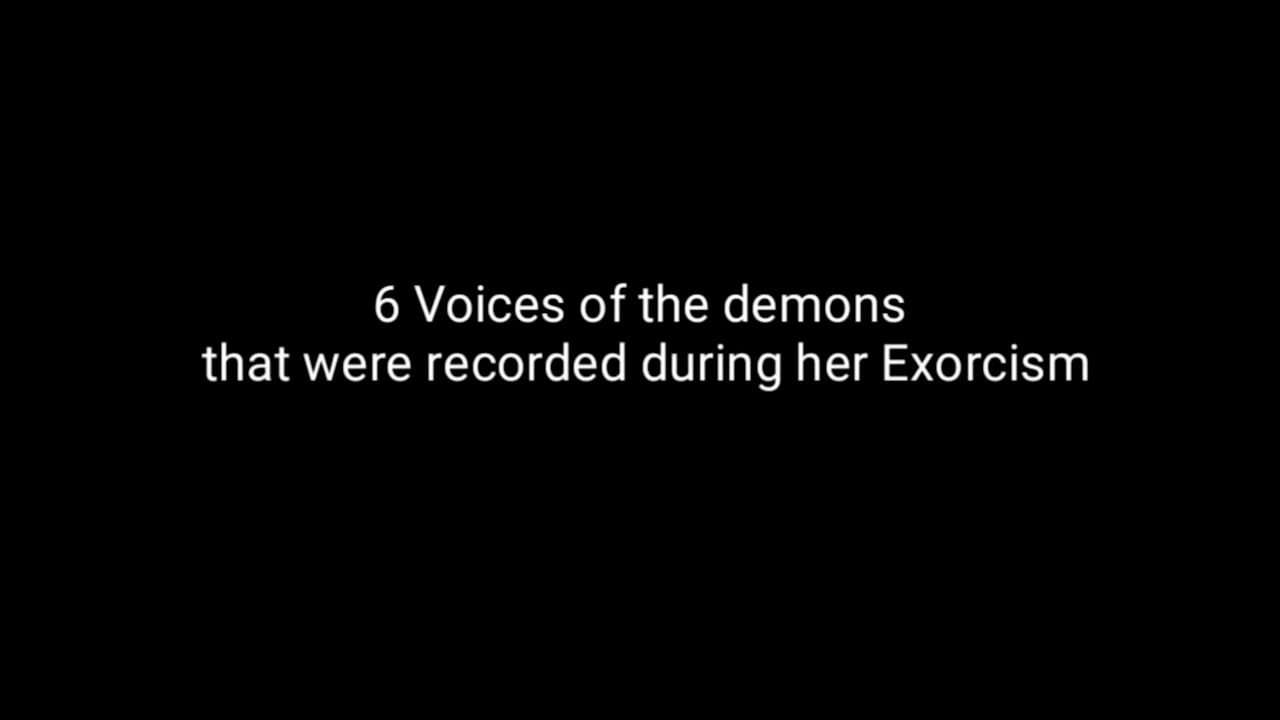 6 Voices of the demons
that were recorded during her Exorcism